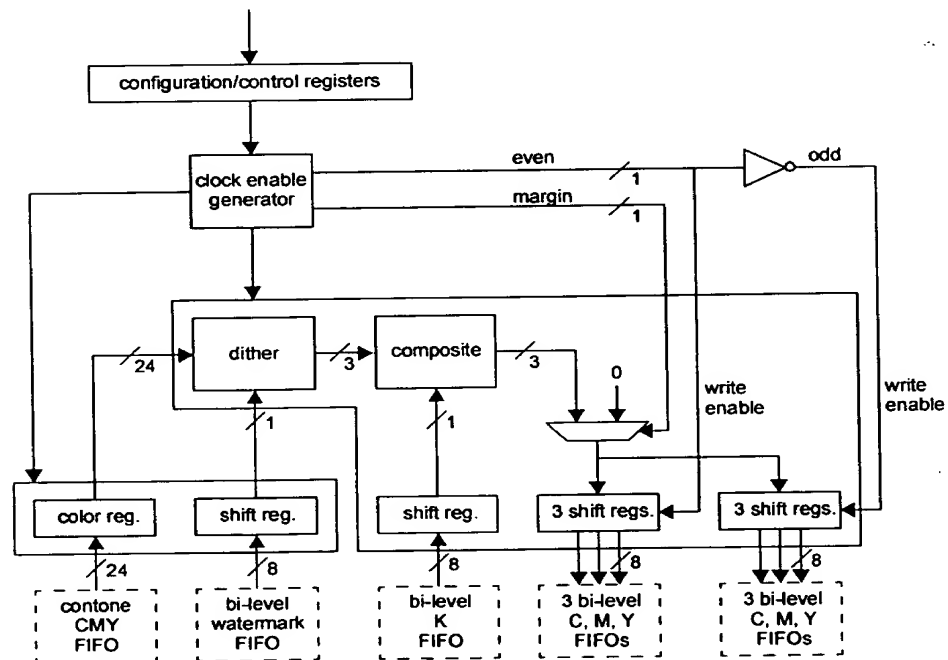 configuration/control registers
even
odd
1
clock enable
generator
margin
1
dither
composite
24
3
3
0
write
enable
write
enable
1
1
color reg.
shift reg.
shift reg.
3 shift regs.
3 shift regs.
24
8
8
8
8
contone
CMY
FIFO
bi-level
watermark
FIFO
bi-level
K
FIFO
3 bi-level
C, M, Y
FIFOs
3 bi-level
C, M, Y
FIFOs